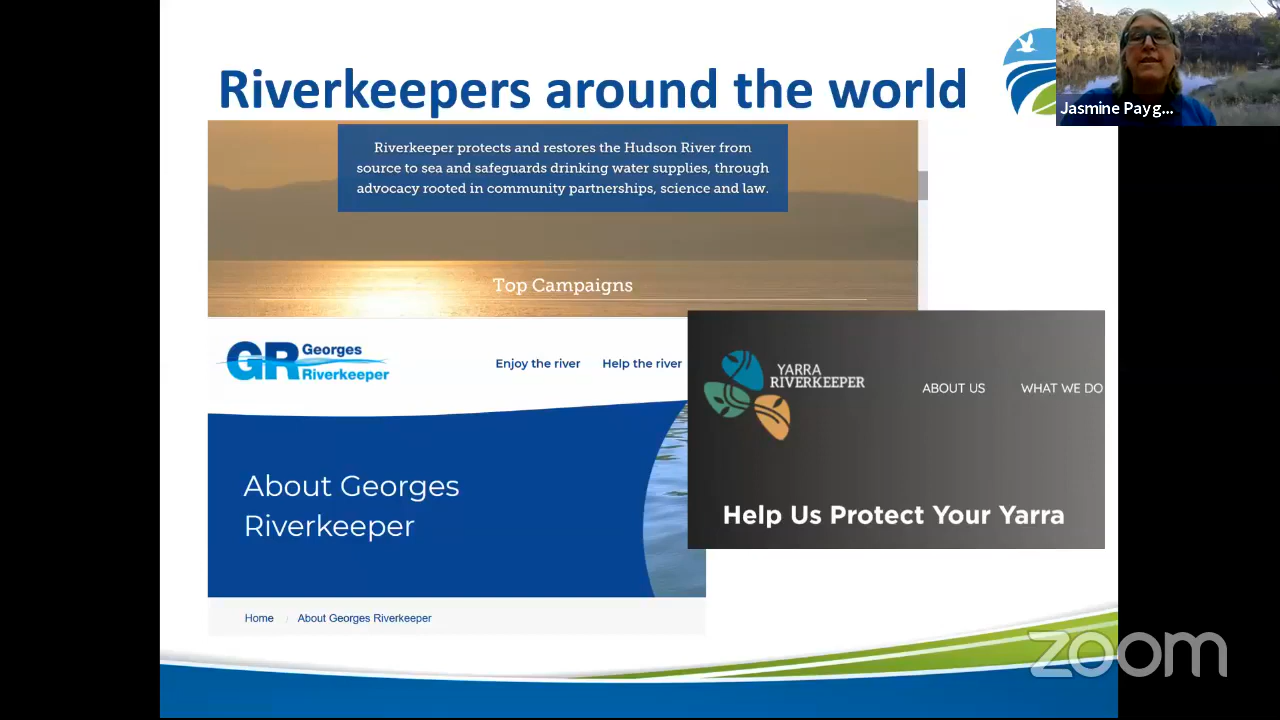 Riverkeepers around the world
Jasmine Payg...
Riverkeeper protects and restores the Hudson River from
source to sea and safeguards drinking water supplies, through
advocacy rooted in community partnerships, science and law.
Top Campaigns
GR Georges
Riverkeeper
Enjoy the river Help the river
YARRA
RIVERKEEPER
ABOUT US WHAT WE DO
About Georges
Riverkeeper
Help Us Protect Your Yarra
Home / About Georges Riverkeeper
zoom